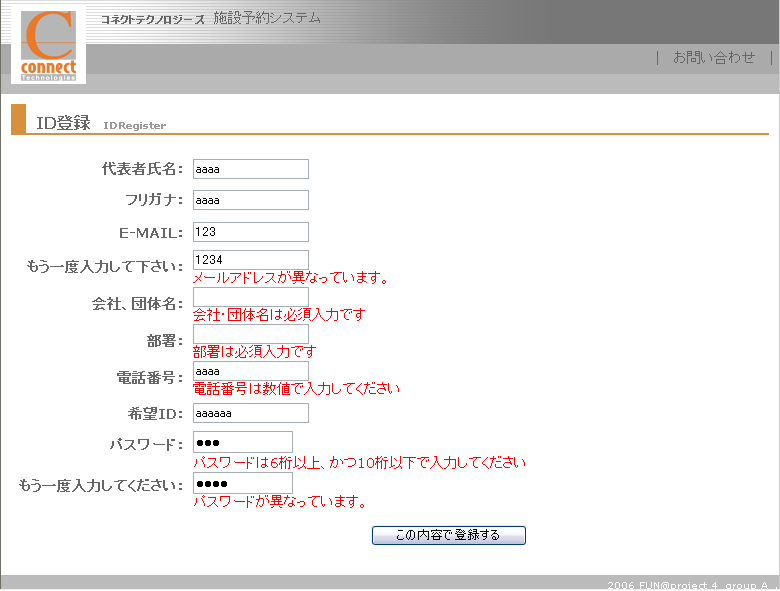 コネクトテクノロジーズ 施設予約システム
connect
Technologies
| お問い合わせ |
ID登録 IDRegister
代表者氏名: aaaa
フリガナ: aaaa
E-MAIL: 123
もう一度入力して下さい: 1234
メールアドレスが異なっています。
会社、団体名:
会社・団体名は必須入力です
部署:
部署は必須入力です
電話番号: aaaa
電話番号は数値で入力してください
希望ID: aaaaaa
パスワード: ●●●
パスワードは6桁以上、かつ10桁以下で入力してください
もう一度入力してください: ●●●●
パスワードが異なっています。
この内容で登録する
2006 FUN@project 4 group A .